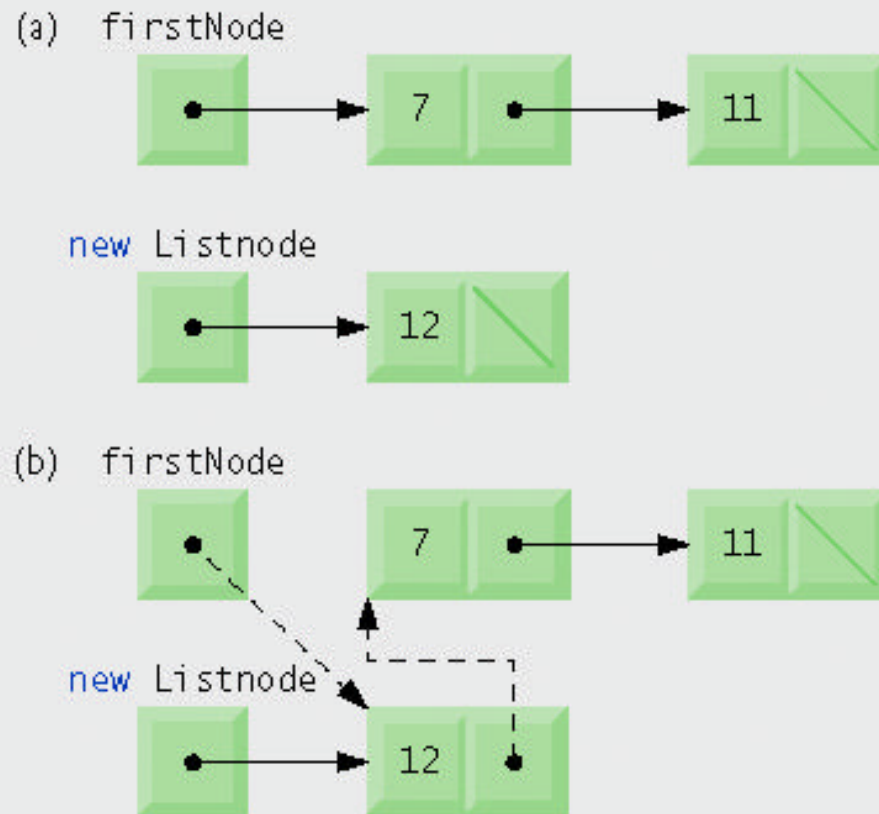 (a) firstNode
7 11
new Listnode
12
(b) firstNode
7 11
new Listnode
12